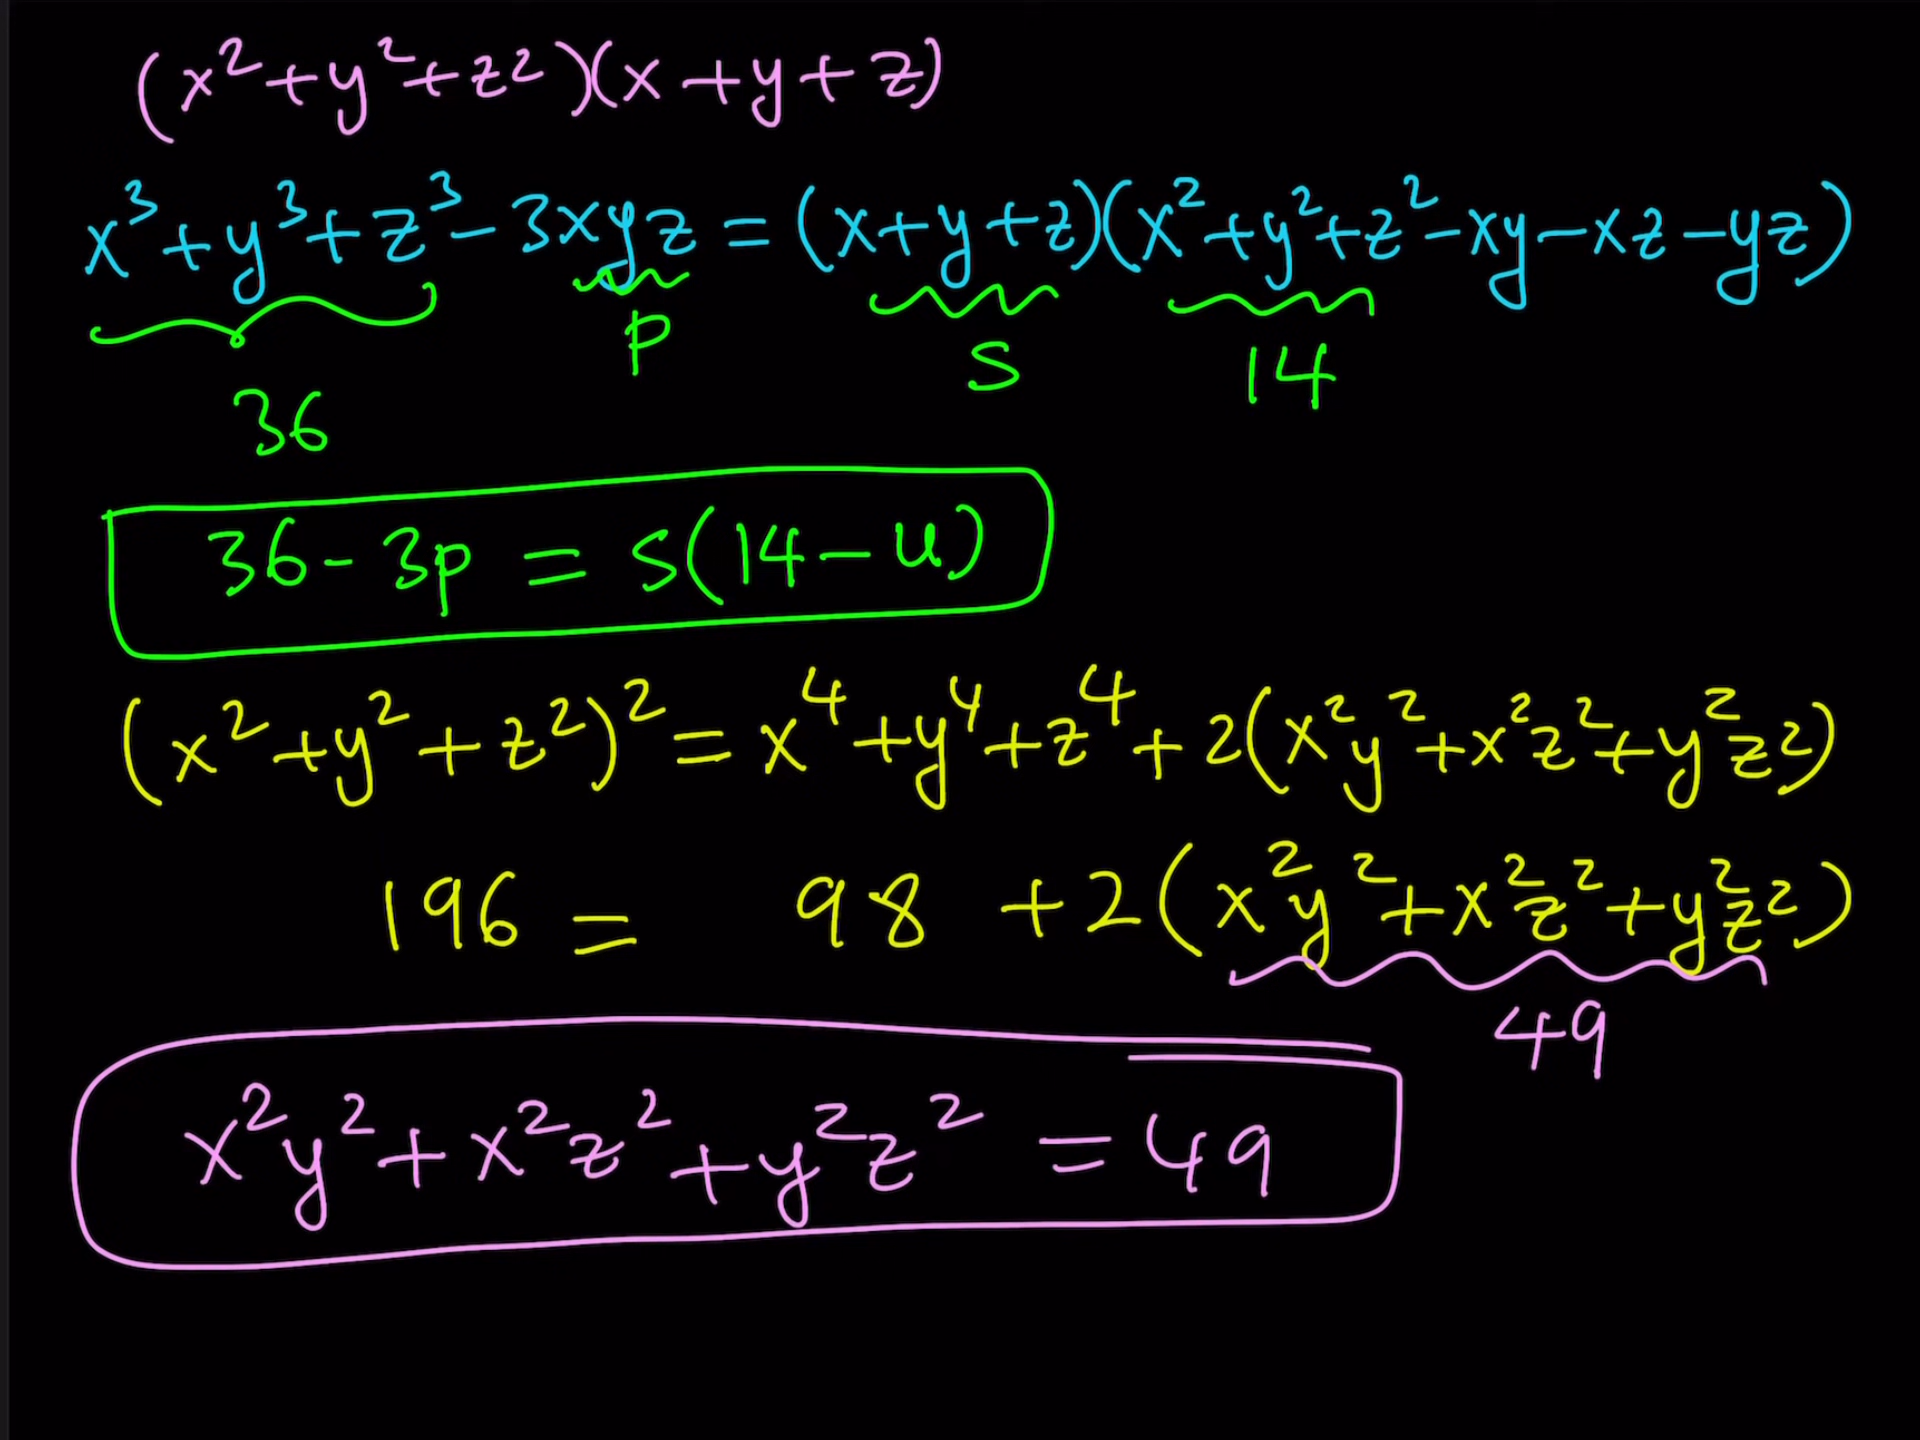 (x²+y²+z²)(x+y+z)
x³+y³+z³-3xyz=(x+y+z)(x²+y²+z²-xy-xz-yz)
36 p s 14
36-3p=s(14-u)
(x²+y²+z²)²=x⁴+y⁴+z⁴+2(x²y²+x²z²+y²z²)
196=98+2(x²y²+x²z²+y²z²)
49
x²y²+x²z²+y²z²=49